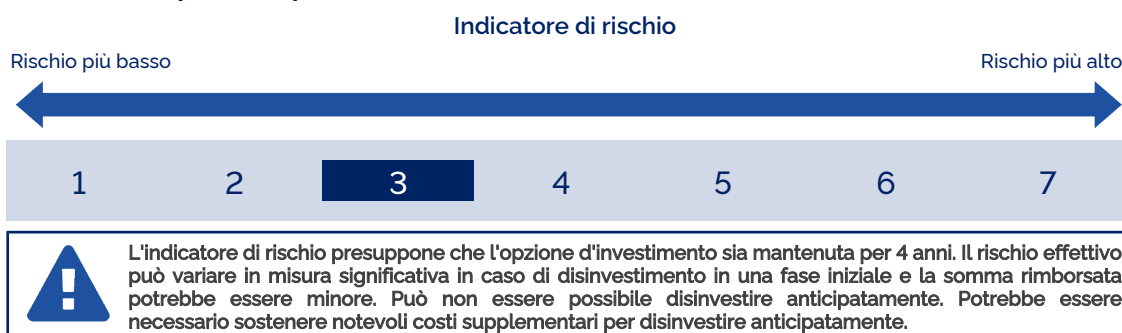 Indicatore di rischio
Rischio più basso
Rischio più alto
1 2 3 4 5 6 7
L'indicatore di rischio presuppone che l'opzione d'investimento sia mantenuta per 4 anni. Il rischio effettivo
può variare in misura significativa in caso di disinvestimento in una fase iniziale e la somma rimborsata
potrebbe essere minore. Può non essere possibile disinvestire anticipatamente. Potrebbe essere
necessario sostenere notevoli costi supplementari per disinvestire anticipatamente.